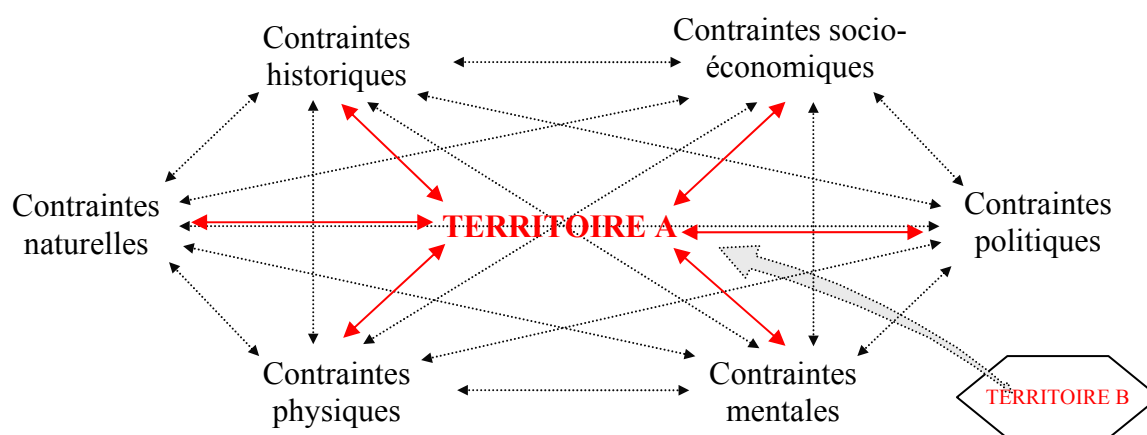 Contraintes
historiques
Contraintes socio-
économiques
Contraintes
naturelles
TERRITOIRE A
Contraintes
politiques
Contraintes
physiques
Contraintes
mentales
TERRITOIRE B